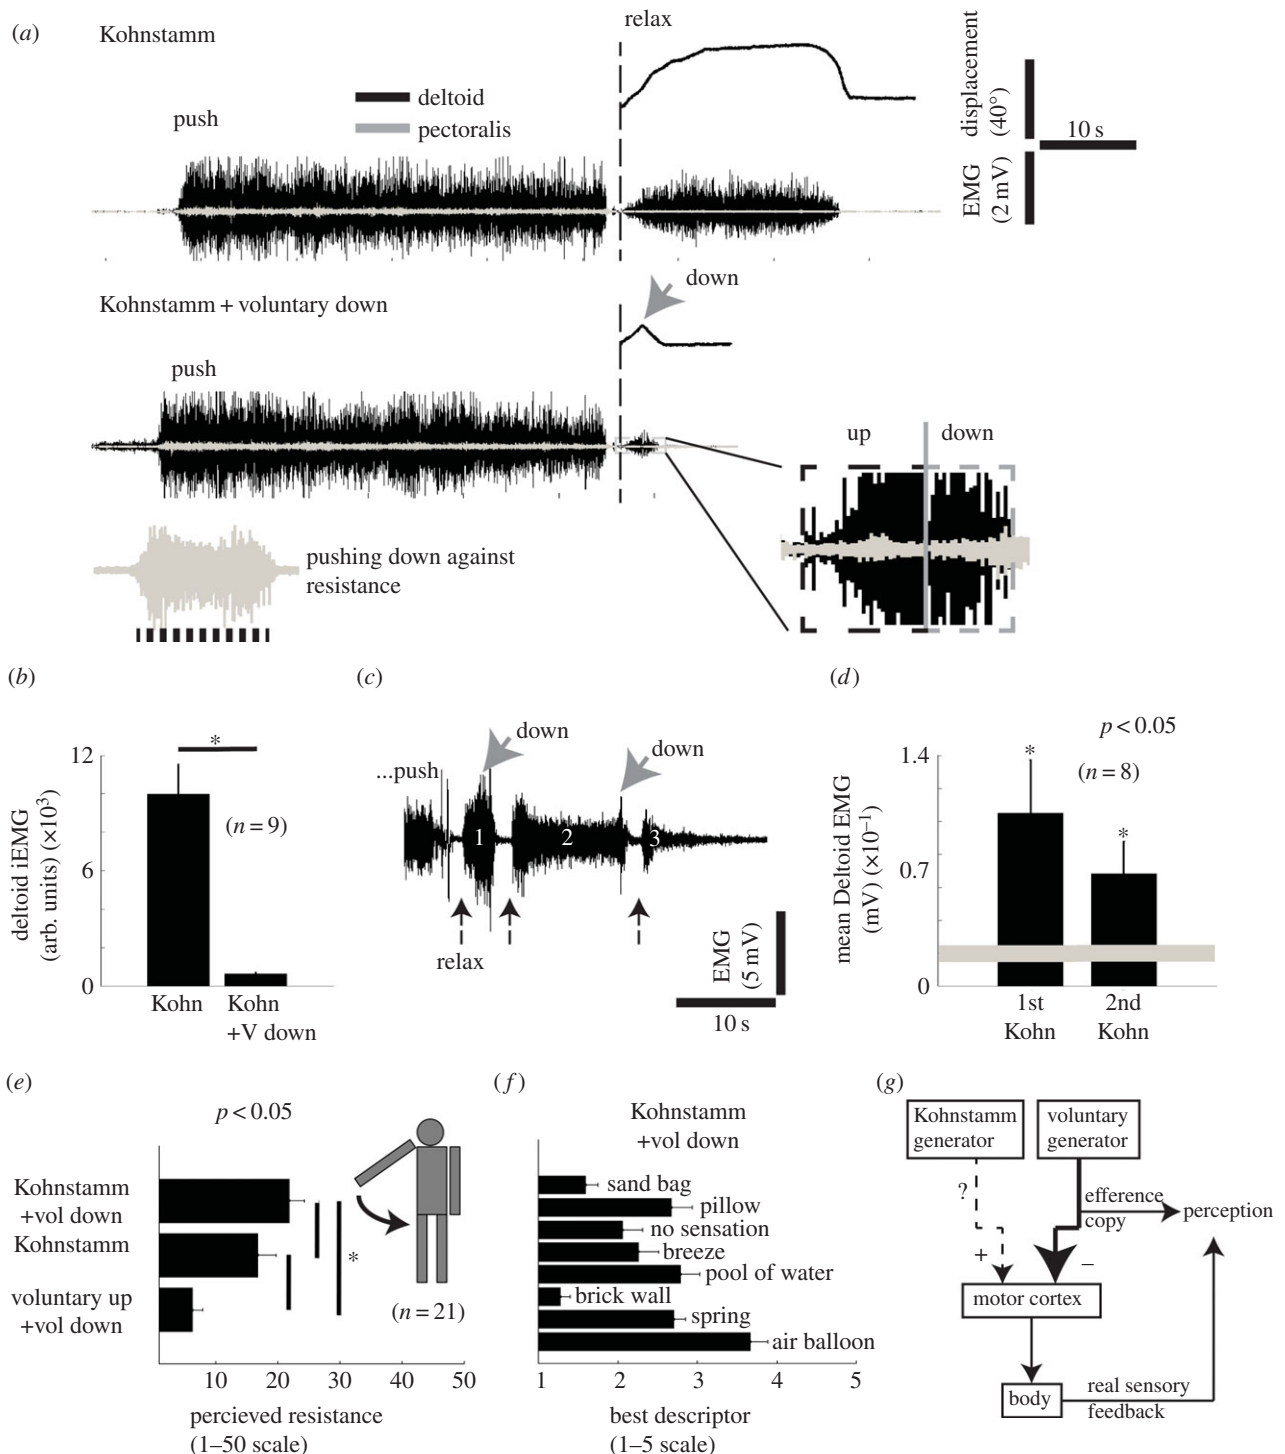 (a)
Kohnstamm
relax
deltoid
pectoralis
push
displacement
(40°)
10 s
EMG
(2 mV)
Kohnstamm + voluntary down
down
push
up
down
pushing down against
resistance
(b)
12
6
0
deltoid iEMG
(arb. units) (×10³)
*
(n = 9)
Kohn
Kohn
+V down
(c)
...push
down
down
1
2
3
relax
EMG
(5 mV)
10 s
(d)
p < 0.05
(n = 8)
1.4
0.7
0
mean Deltoid EMG
(mV) (×10⁻¹)
*
*
1st
Kohn
2nd
Kohn
(e)
p < 0.05
Kohnstamm
+vol down
Kohnstamm
voluntary up
+vol down
*
(n = 21)
10
20
30
40
50
percieved resistance
(1–50 scale)
(f)
Kohnstamm
+vol down
sand bag
pillow
no sensation
breeze
pool of water
brick wall
spring
air balloon
1
2
3
4
5
best descriptor
(1–5 scale)
(g)
Kohnstamm
generator
voluntary
generator
?
efference
copy
perception
+
–
motor cortex
body
real sensory
feedback